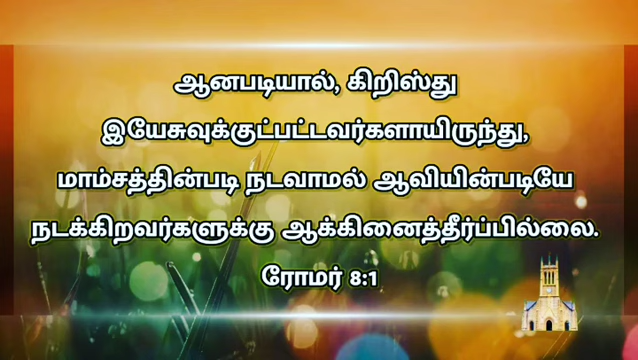 ஆனபடியால், கிறிஸ்து
இயேசுவுக்குட்பட்டவர்களாயிருந்து,
மாம்சத்தின்படி நடவாமல் ஆவியின்படியே
நடக்கிறவர்களுக்கு ஆக்கினைத்தீர்ப்பில்லை.
ரோமர் 8:1